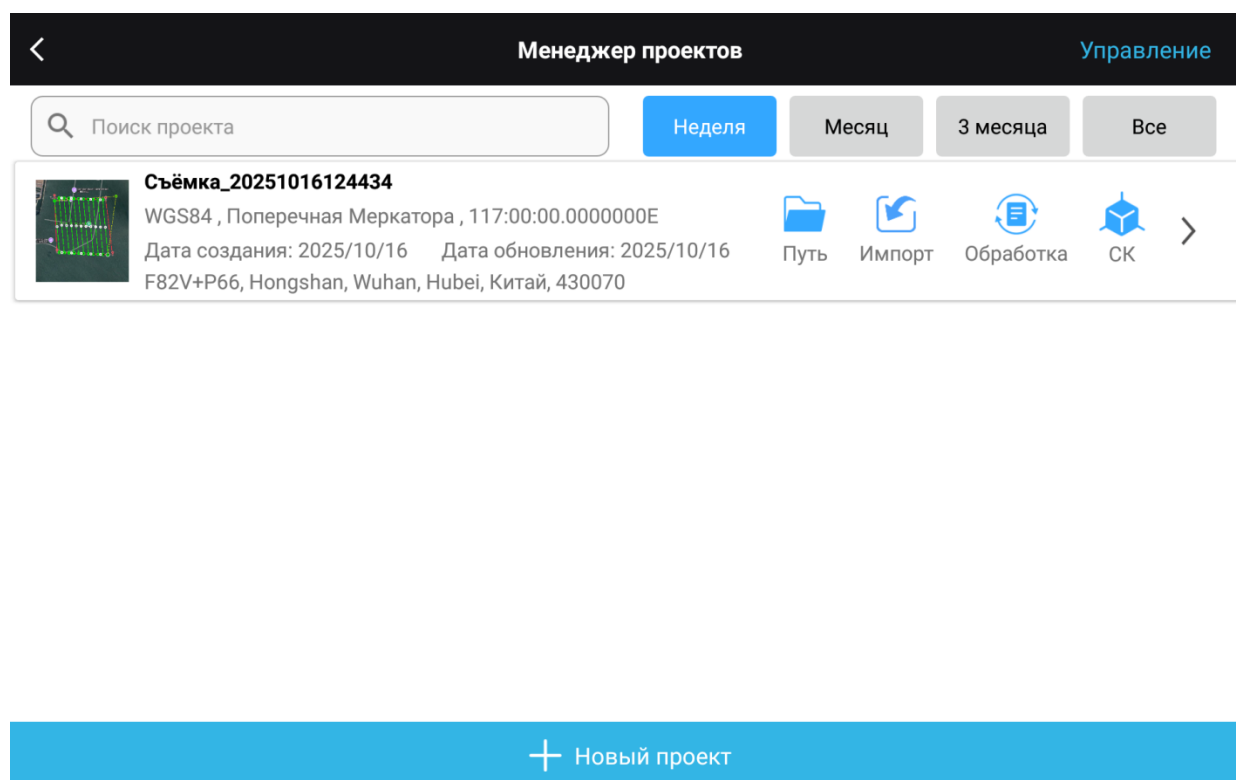 Менеджер проектов
Управление
Поиск проекта
Неделя
Месяц
3 месяца
Все
Съёмка_20251016124434
WGS84 , Поперечная Меркатора , 117:00:00.0000000E
Дата создания: 2025/10/16 Дата обновления: 2025/10/16
F82V+P66, Hongshan, Wuhan, Hubei, Китай, 430070
Путь
Импорт
Обработка
СК
Новый проект